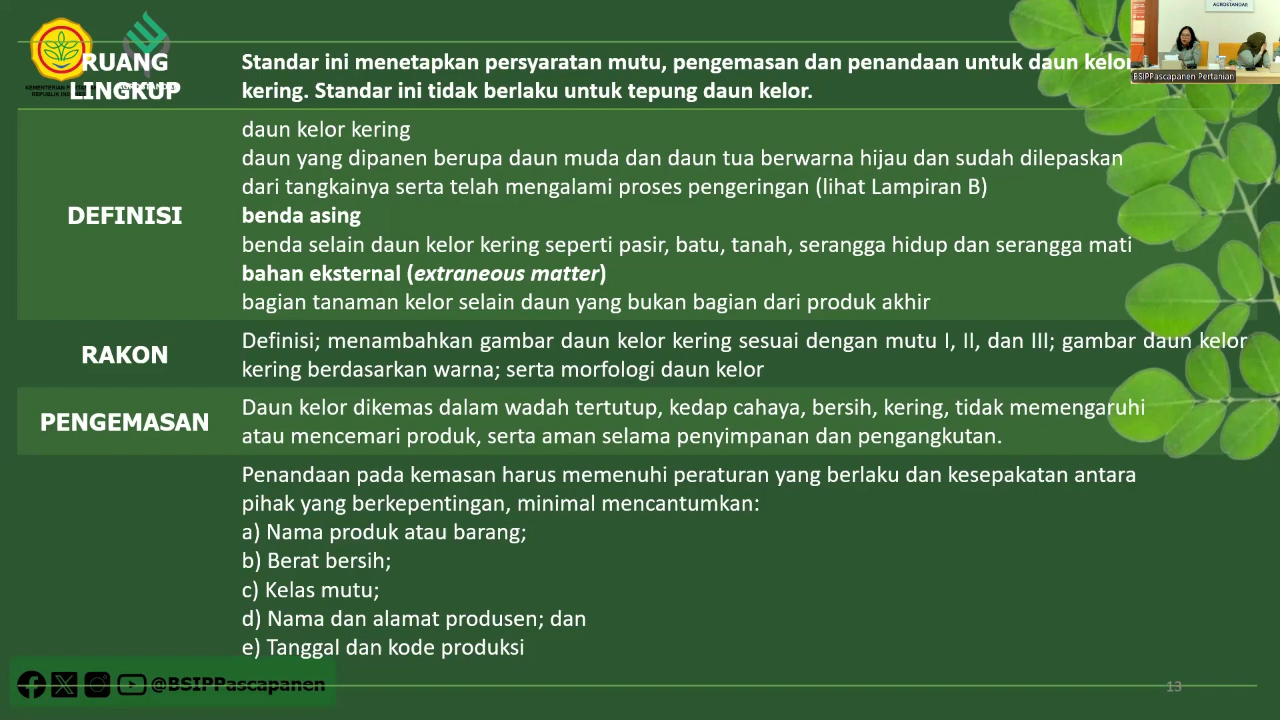 AGROSTANDAR
BSIPPascapanen Pertanian
RUANG
LINGKUP
Standar ini menetapkan persyaratan mutu, pengemasan dan penandaan untuk daun kelor
kering. Standar ini tidak berlaku untuk tepung daun kelor.
DEFINISI
daun kelor kering
daun yang dipanen berupa daun muda dan daun tua berwarna hijau dan sudah dilepaskan
dari tangkainya serta telah mengalami proses pengeringan (lihat Lampiran B)
benda asing
benda selain daun kelor kering seperti pasir, batu, tanah, serangga hidup dan serangga mati
bahan eksternal (extraneous matter)
bagian tanaman kelor selain daun yang bukan bagian dari produk akhir
RAKON
Definisi; menambahkan gambar daun kelor kering sesuai dengan mutu I, II, dan III; gambar daun kelor
kering berdasarkan warna; serta morfologi daun kelor
PENGEMASAN
Daun kelor dikemas dalam wadah tertutup, kedap cahaya, bersih, kering, tidak memengaruhi
atau mencemari produk, serta aman selama penyimpanan dan pengangkutan.
Penandaan pada kemasan harus memenuhi peraturan yang berlaku dan kesepakatan antara
pihak yang berkepentingan, minimal mencantumkan:
a) Nama produk atau barang;
b) Berat bersih;
c) Kelas mutu;
d) Nama dan alamat produsen; dan
e) Tanggal dan kode produksi
@BSIPPascapanen
13